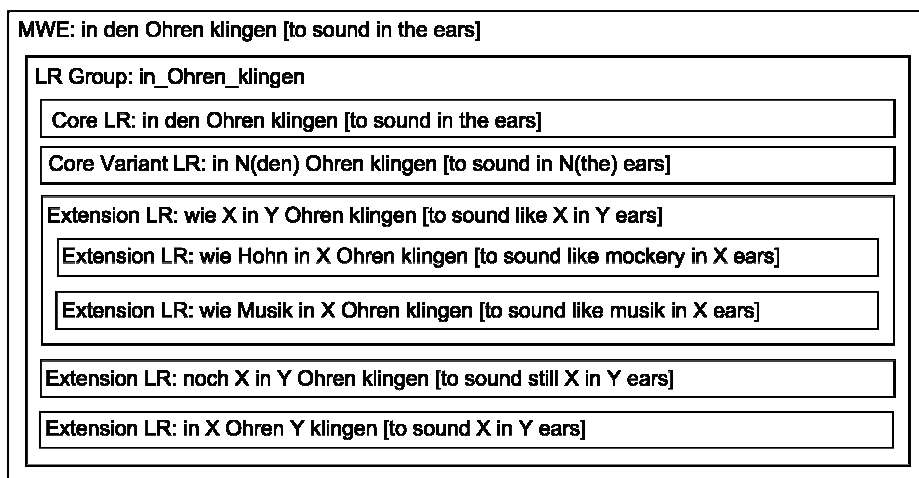 MWE: in den Ohren klingen [to sound in the ears]
LR Group: in_Ohren_klingen
Core LR: in den Ohren klingen [to sound in the ears]
Core Variant LR: in N(den) Ohren klingen [to sound in N(the) ears]
Extension LR: wie X in Y Ohren klingen [to sound like X in Y ears]
Extension LR: wie Hohn in X Ohren klingen [to sound like mockery in X ears]
Extension LR: wie Musik in X Ohren klingen [to sound like musik in X ears]
Extension LR: noch X in Y Ohren klingen [to sound still X in Y ears]
Extension LR: in X Ohren Y klingen [to sound X in Y ears]